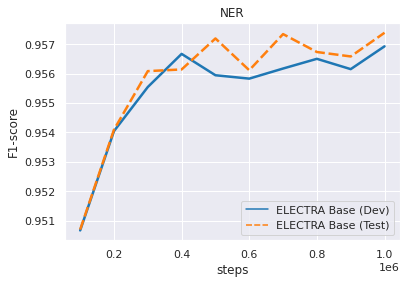 NER
0.957
0.956
0.955
0.954
0.953
0.952
0.951
F1-score
ELECTRA Base (Dev)
ELECTRA Base (Test)
0.2
0.4
0.6
0.8
1.0
1e6
steps